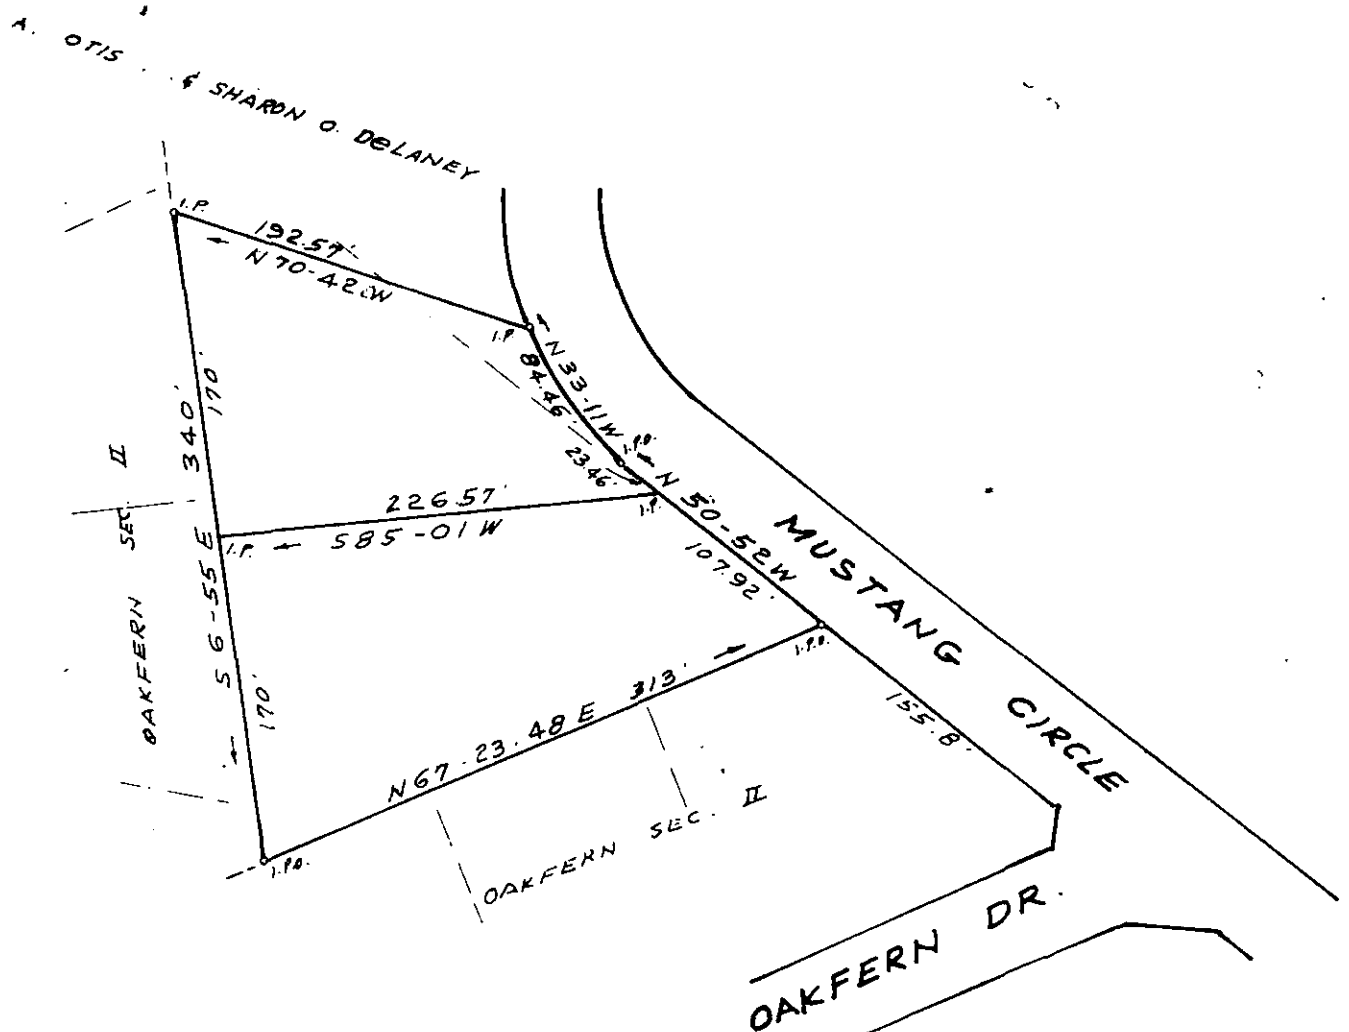 A. OTIS & SHARON O. DELANEY
I.P.
192.57'
N 70-42 W
I.P.
N 33-11 W
84.46'
I.P.O.
23.46'
N 50-52 W
I.P.
107.92'
170'
340'
S 6-55 E
170'
226.57'
S 85-01 W
I.P.
OAKFERN SEC. II
MUSTANG CIRCLE
I.P.O.
155.8'
N 67-23-48 E 313'
I.P.O.
OAKFERN SEC. II
OAKFERN DR.